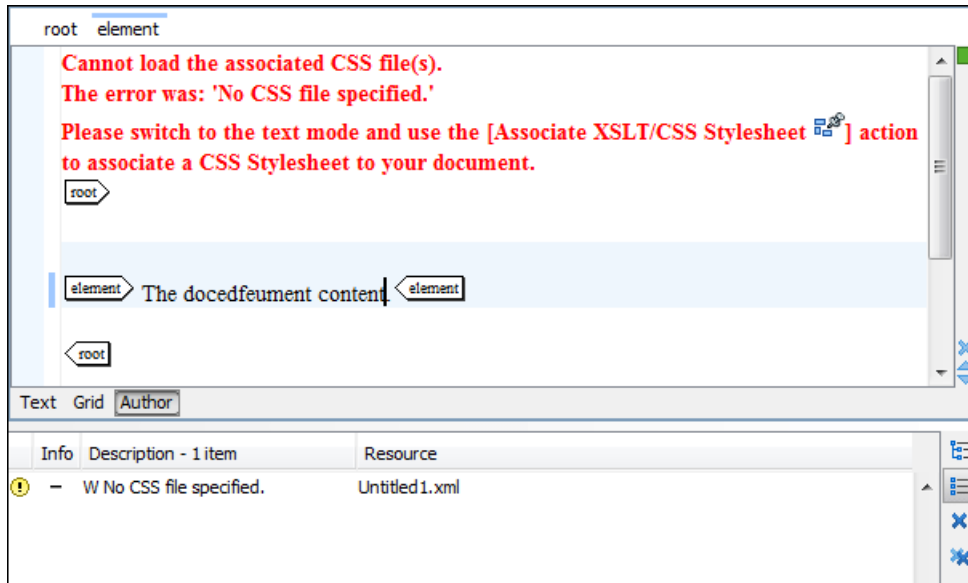 root element
Cannot load the associated CSS file(s).
The error was: 'No CSS file specified.'
Please switch to the text mode and use the [Associate XSLT/CSS Stylesheet ] action
to associate a CSS Stylesheet to your document.
root
element The docedfeument content. element
root
Text Grid Author
Info Description - 1 item Resource
W No CSS file specified. Untitled1.xml